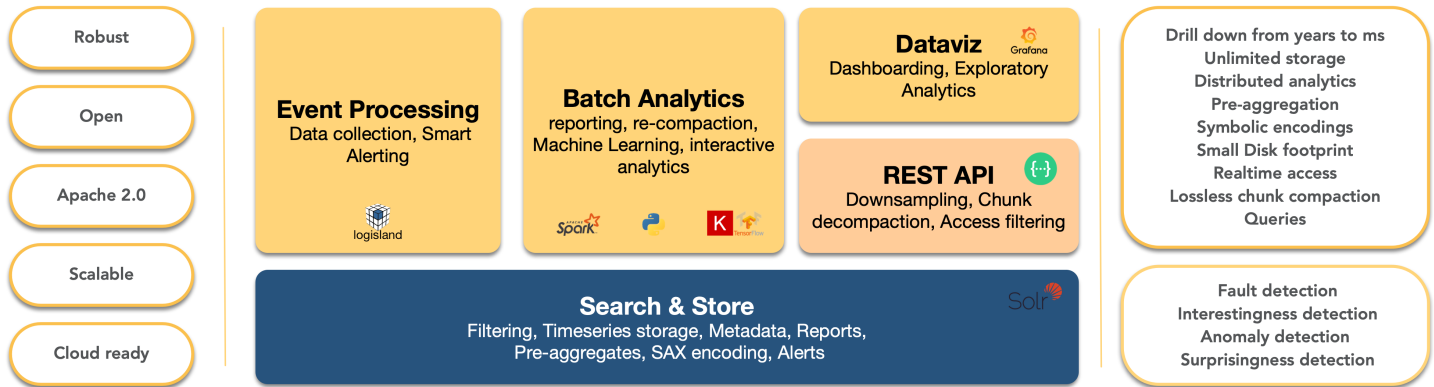 Robust
Open
Apache 2.0
Scalable
Cloud ready
Event Processing
Data collection, Smart
Alerting
logisland
Batch Analytics
reporting, re-compaction,
Machine Learning, interactive
analytics
APACHE
Spark
K
TensorFlow
Dataviz
Grafana
Dashboarding, Exploratory
Analytics
REST API
{···}
Downsampling, Chunk
decompaction, Access filtering
Search & Store
Solr
Filtering, Timeseries storage, Metadata, Reports,
Pre-aggregates, SAX encoding, Alerts
Drill down from years to ms
Unlimited storage
Distributed analytics
Pre-aggregation
Symbolic encodings
Small Disk footprint
Realtime access
Lossless chunk compaction
Queries
Fault detection
Interestingness detection
Anomaly detection
Surprisingness detection